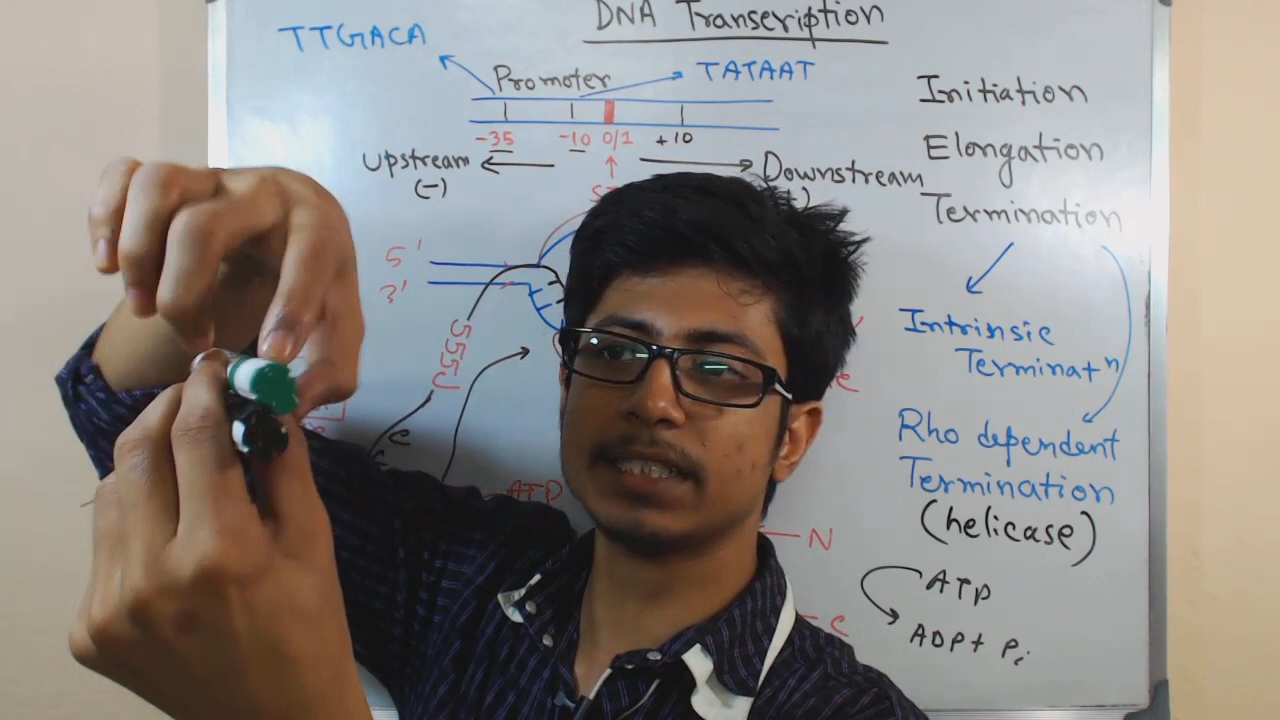 DNA Transcription
TTGACA
Promoter
TATAAT
-35
-10
0/1
+10
Upstream
(-)
Downstream
Initiation
Elongation
Termination
5'
3'
Intrinsic
Terminatⁿ
Rho dependent
Termination
(helicase)
ATP
ADP + Pi
ATP
N
c